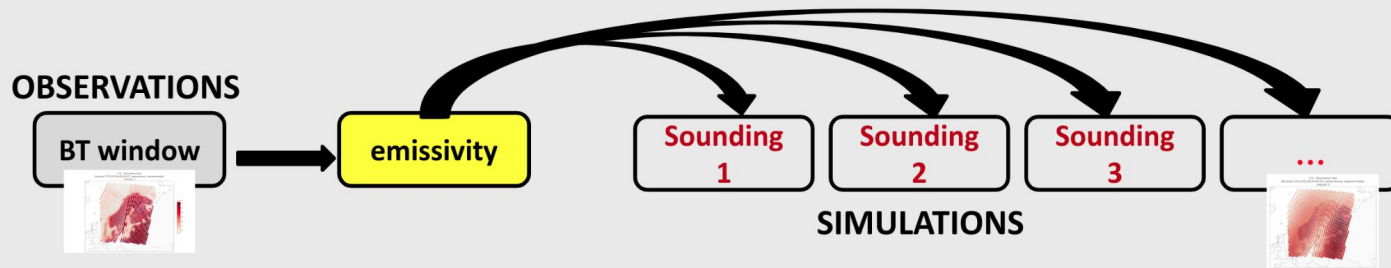 OBSERVATIONS
BT window
emissivity
Sounding
1
Sounding
2
Sounding
3
...
SIMULATIONS